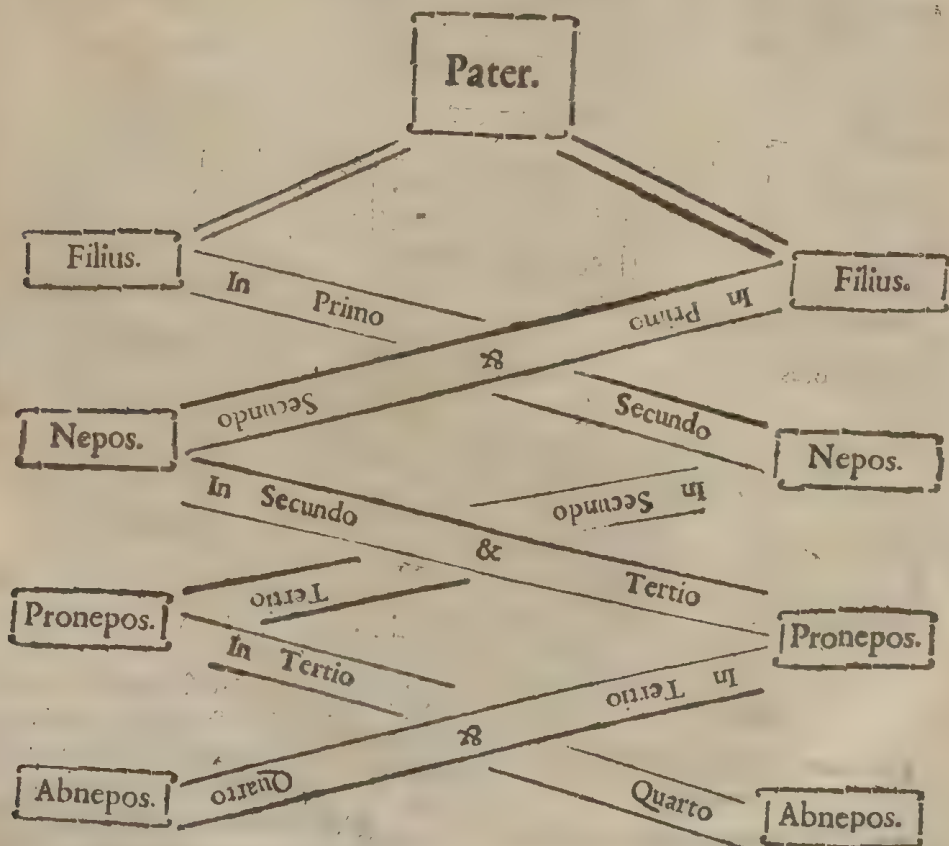 Pater.
Filius.
Filius.
In Primo
&
Secundo
In Primo
Secundo
Nepos.
Nepos.
In Secundo
&
Tertio
In Secundo
Tertio
Pronepos.
Pronepos.
In Tertio
&
Quarto
In Tertio
Quarto
Abnepos.
Abnepos.